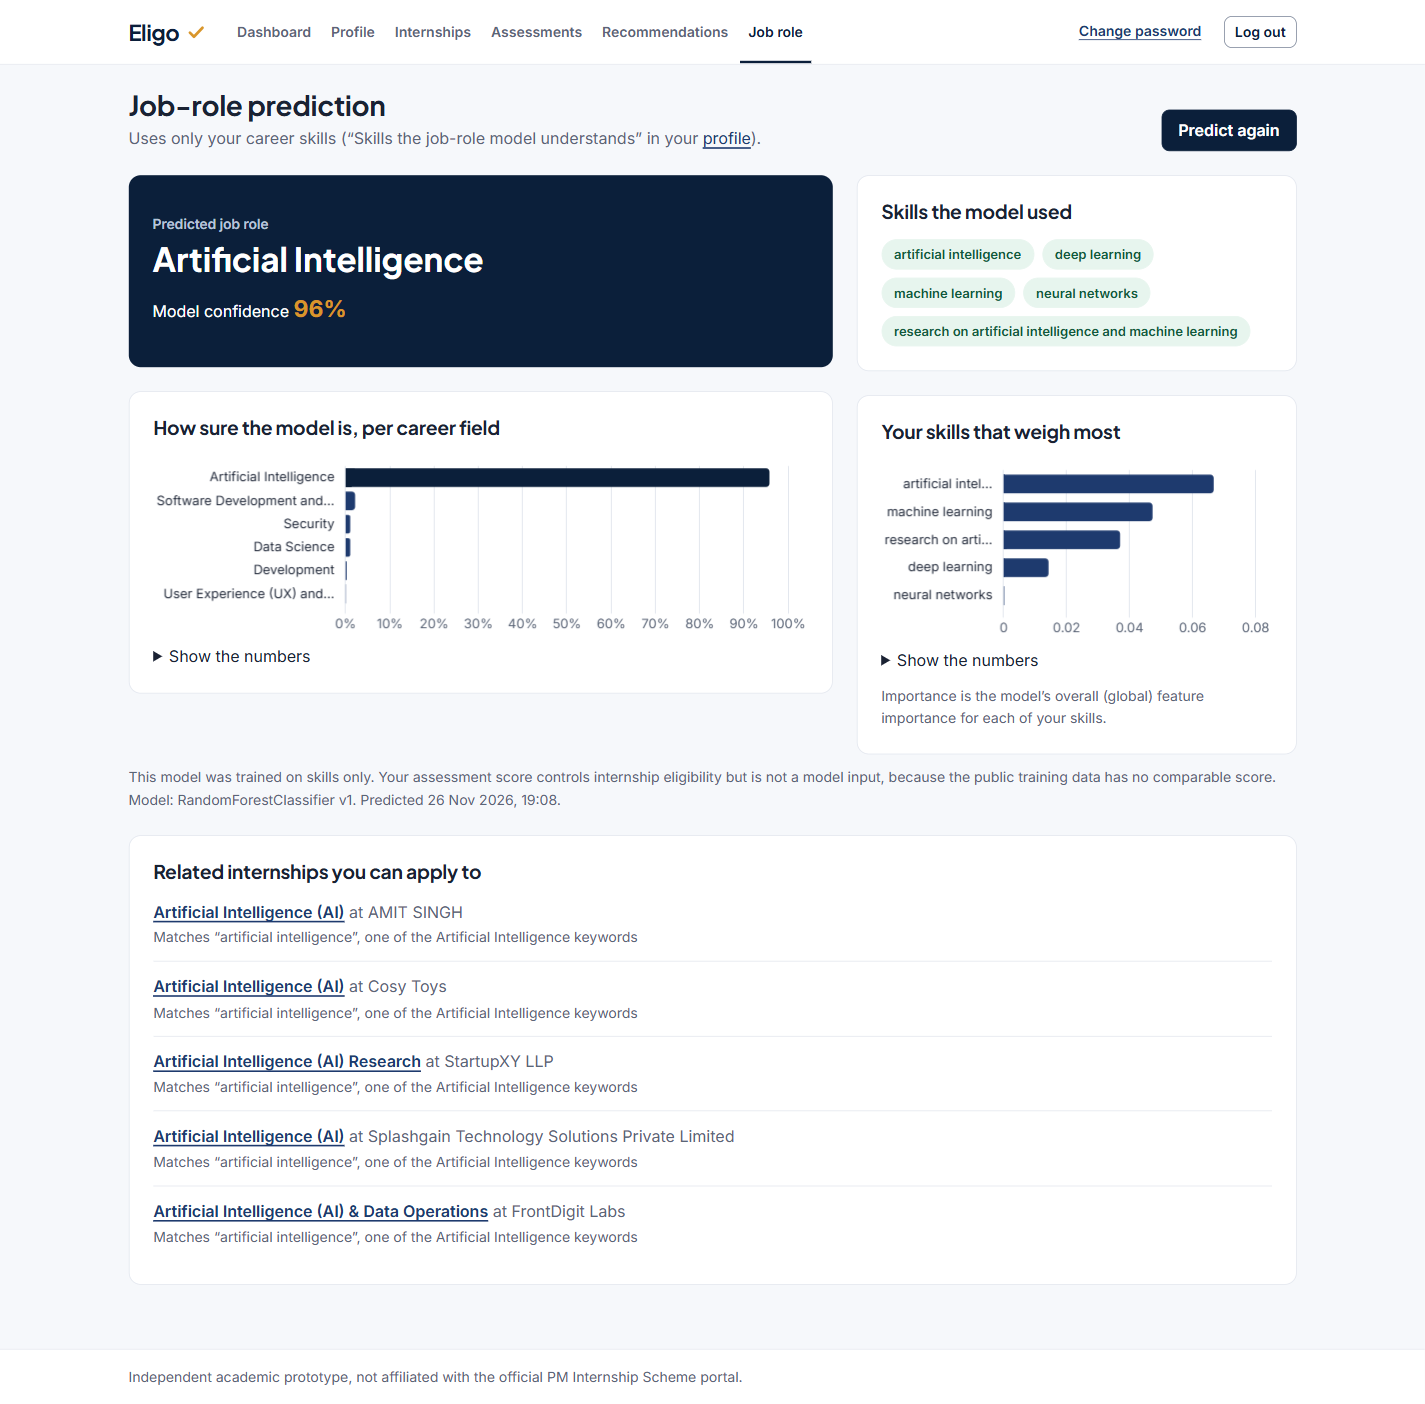 Eligo
Dashboard
Profile
Internships
Assessments
Recommendations
Job role
Change password
Log out
Job-role prediction
Uses only your career skills (“Skills the job-role model understands” in your profile).
Predict again
Predicted job role
Artificial Intelligence
Model confidence 96%
Skills the model used
artificial intelligence
deep learning
machine learning
neural networks
research on artificial intelligence and machine learning
How sure the model is, per career field
Artificial Intelligence
Software Development and...
Security
Data Science
Development
User Experience (UX) and...
0% 10% 20% 30% 40% 50% 60% 70% 80% 90% 100%
Show the numbers
Your skills that weigh most
artificial intel...
machine learning
research on arti...
deep learning
neural networks
0 0.02 0.04 0.06 0.08
Show the numbers
Importance is the model’s overall (global) feature
importance for each of your skills.
This model was trained on skills only. Your assessment score controls internship eligibility but is not a model input, because the public training data has no comparable score.
Model: RandomForestClassifier v1. Predicted 26 Nov 2026, 19:08.
Related internships you can apply to
Artificial Intelligence (AI) at AMIT SINGH
Matches “artificial intelligence”, one of the Artificial Intelligence keywords
Artificial Intelligence (AI) at Cosy Toys
Matches “artificial intelligence”, one of the Artificial Intelligence keywords
Artificial Intelligence (AI) Research at StartupXY LLP
Matches “artificial intelligence”, one of the Artificial Intelligence keywords
Artificial Intelligence (AI) at Splashgain Technology Solutions Private Limited
Matches “artificial intelligence”, one of the Artificial Intelligence keywords
Artificial Intelligence (AI) & Data Operations at FrontDigit Labs
Matches “artificial intelligence”, one of the Artificial Intelligence keywords
Independent academic prototype, not affiliated with the official PM Internship Scheme portal.